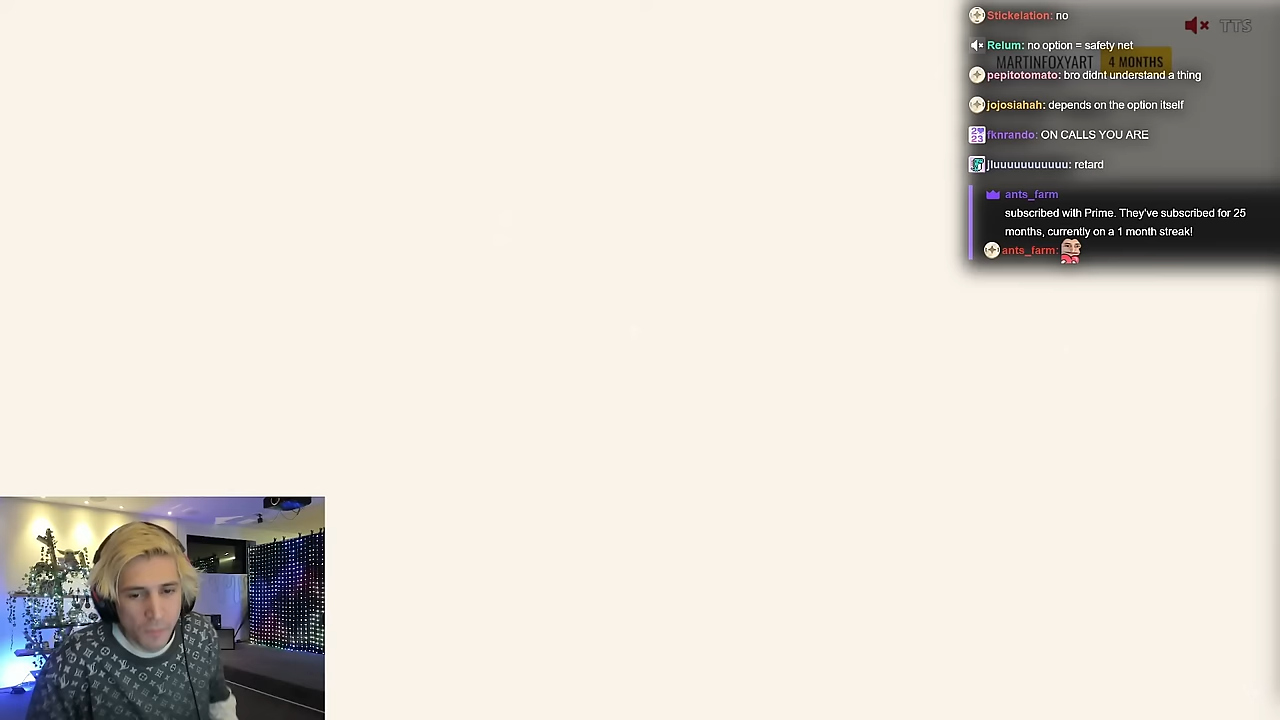 Stickelation: no
TTS
Relum: no option = safety net
MARTINFOXYART 4 MONTHS
pepitotomato: bro didnt understand a thing
jojosiahah: depends on the option itself
fknrando: ON CALLS YOU ARE
jluuuuuuuuuuu: retard
ants_farm
subscribed with Prime. They've subscribed for 25
months, currently on a 1 month streak!
ants_farm: